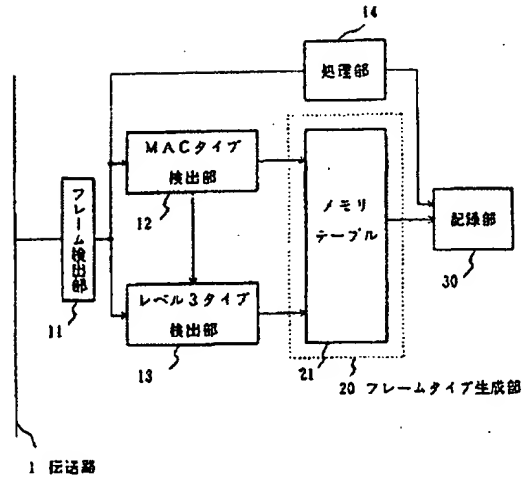 14
処理部
MACタイプ
検出部
12
フレーム検出部
11
メモリ
テーブル
記録部
30
レベル3タイプ
検出部
13
21
20 フレームタイプ生成部
1 伝送路